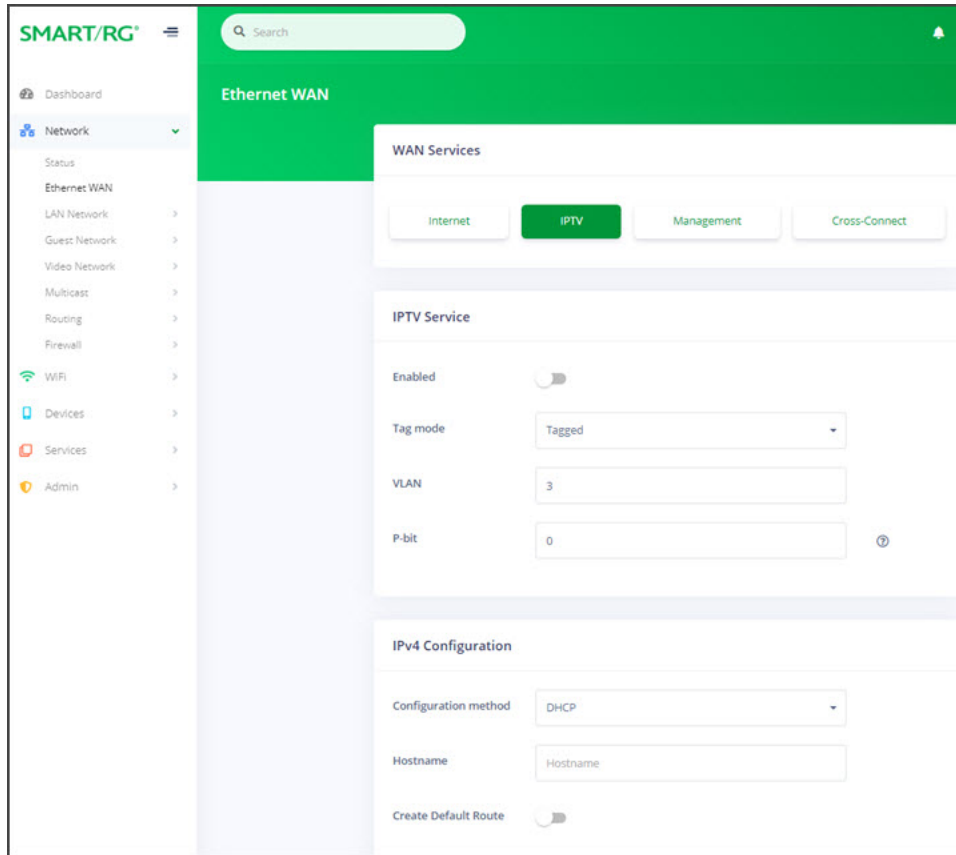 SMART/RG®
Search
Dashboard
Network
Status
Ethernet WAN
LAN Network
Guest Network
Video Network
Multicast
Routing
Firewall
WiFi
Devices
Services
Admin
Ethernet WAN
WAN Services
Internet IPTV Management Cross-Connect
IPTV Service
Enabled
Tag mode Tagged
VLAN 3
P-bit 0
IPv4 Configuration
Configuration method DHCP
Hostname Hostname
Create Default Route